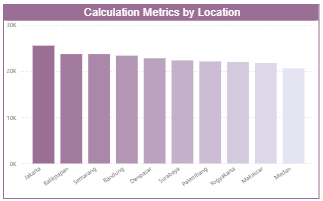 Calculation Metrics by Location
30K
20K
10K
0K
Jakarta
Balikpapan
Semarang
Bandung
Denpasar
Surabaya
Palembang
Yogyakarta
Makassar
Medan